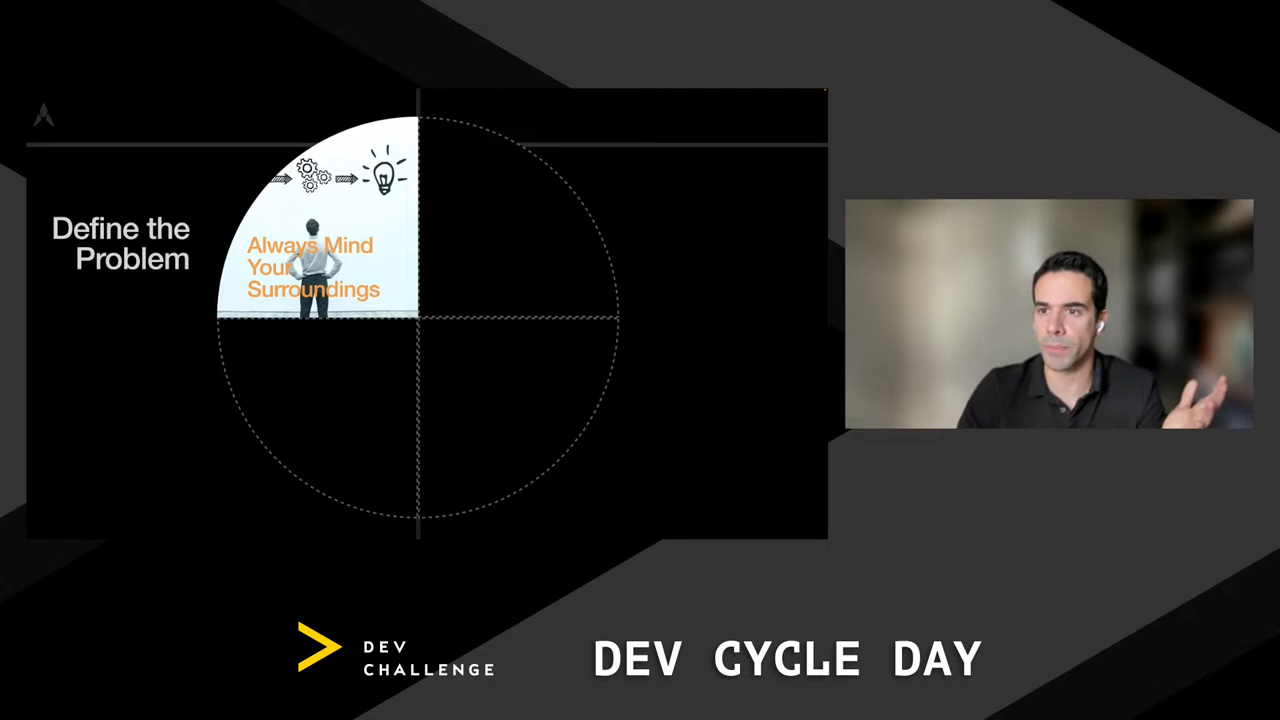 Define the
Problem
Always Mind
Your
Surroundings
DEV
CHALLENGE
DEV CYCLE DAY